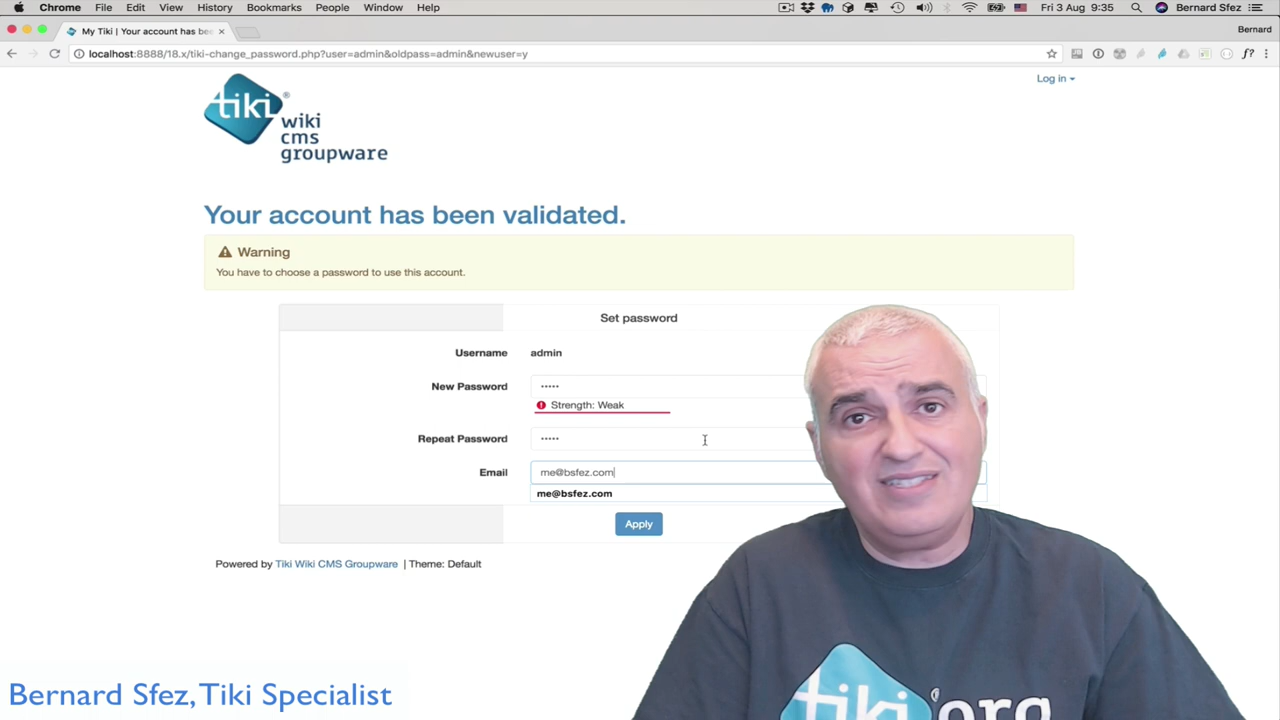 Chrome File Edit View History Bookmarks People Window Help Fri 3 Aug 9:35 Bernard Sfez
My Tiki | Your account has bee × Bernard
localhost:8888/18.x/tiki-change_password.php?user=admin&oldpass=admin&newuser=y
Log in
tiki ®
wiki
cms
groupware
Your account has been validated.
Warning
You have to choose a password to use this account.
Set password
Username admin
New Password •••••
Strength: Weak
Repeat Password •••••
Email me@bsfez.com
me@bsfez.com
Apply
Powered by Tiki Wiki CMS Groupware | Theme: Default
tiki.org
Bernard Sfez, Tiki Specialist